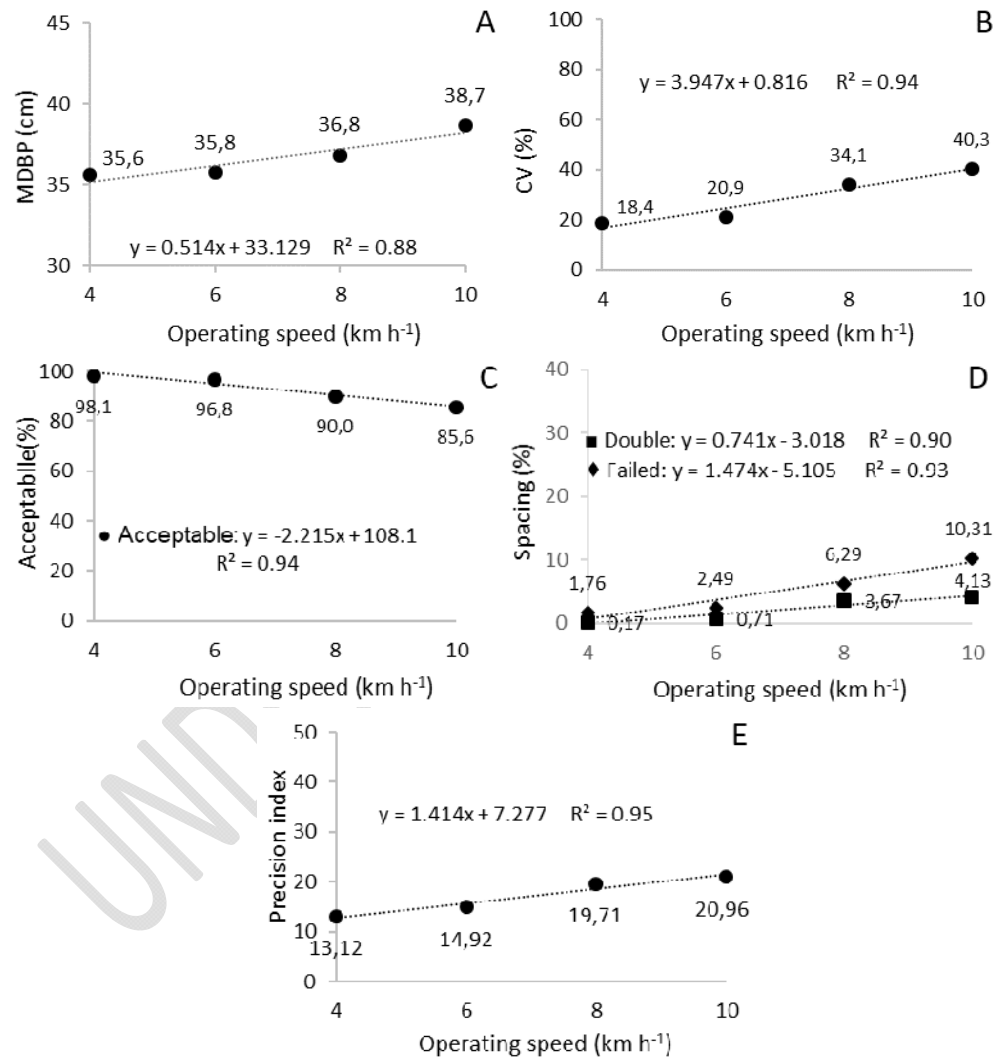 A
MDBP (cm)
45
40
35
30
35,6
35,8
36,8
38,7
y = 0.514x + 33.129 R² = 0.88
4 6 8 10
Operating speed (km h⁻¹)
B
CV (%)
100
80
60
40
20
0
y = 3.947x + 0.816 R² = 0.94
18,4
20,9
34,1
40,3
4 6 8 10
Operating speed (km h⁻¹)
C
Acceptabile(%)
100
80
60
40
20
0
98,1
96,8
90,0
85,6
Acceptable: y = -2.215x + 108.1
R² = 0.94
4 6 8 10
Operating speed (km h⁻¹)
D
Spacing (%)
40
30
20
10
0
Double: y = 0.741x - 3.018 R² = 0.90
Failed: y = 1.474x - 5.105 R² = 0.93
1,76
2,49
6,29
10,31
0,17
0,71
3,67
4,13
4 6 8 10
Operating speed (km h⁻¹)
E
Precision index
50
40
30
20
10
0
y = 1.414x + 7.277 R² = 0.95
13,12
14,92
19,71
20,96
4 6 8 10
Operating speed (km h⁻¹)